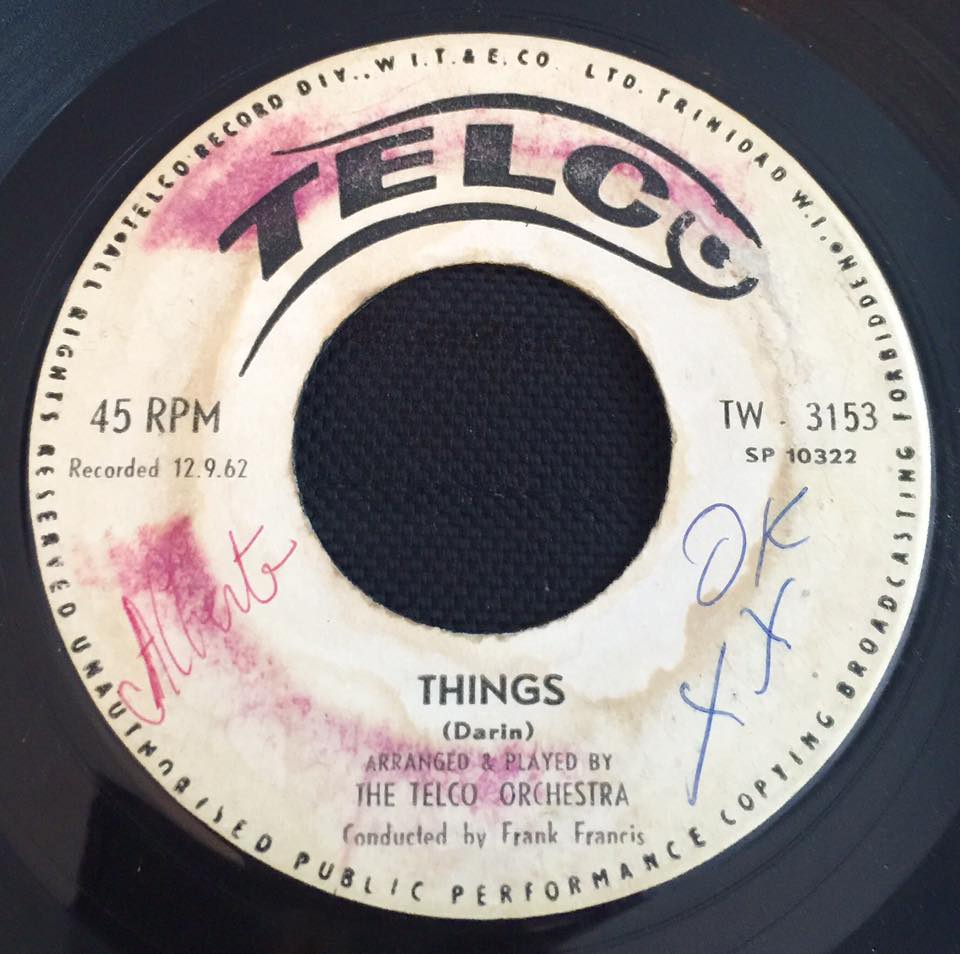 TELCO RECORD DIV., W.I.T. & E. CO. LTD. TRINIDAD W.I. NO. FORBIDDEN
TELCO
45 RPM
Recorded 12.9.62
TW . 3153
SP 10322
Alberto
OK
XX
THINGS
(Darin)
ARRANGED & PLAYED BY
THE TELCO ORCHESTRA
Conducted by Frank Francis
ALL RIGHTS RESERVED UNAUTHORISED PUBLIC PERFORMANCE COPYING BROADCASTING